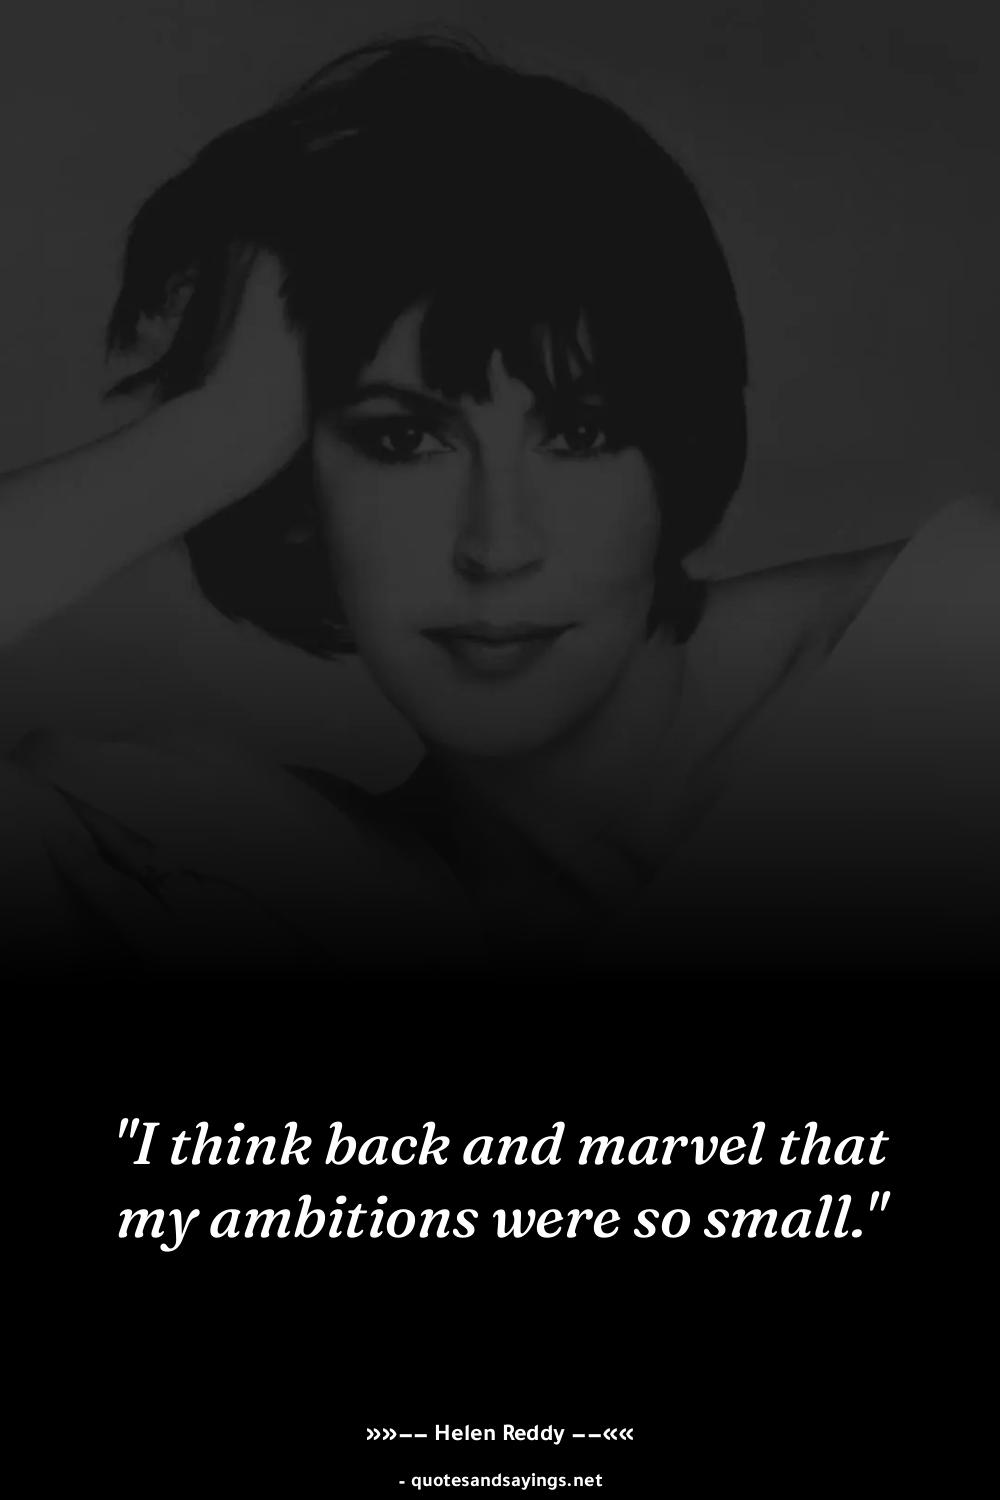 "I think back and marvel that
my ambitions were so small."
»»–– Helen Reddy ––««
- quotesandsayings.net